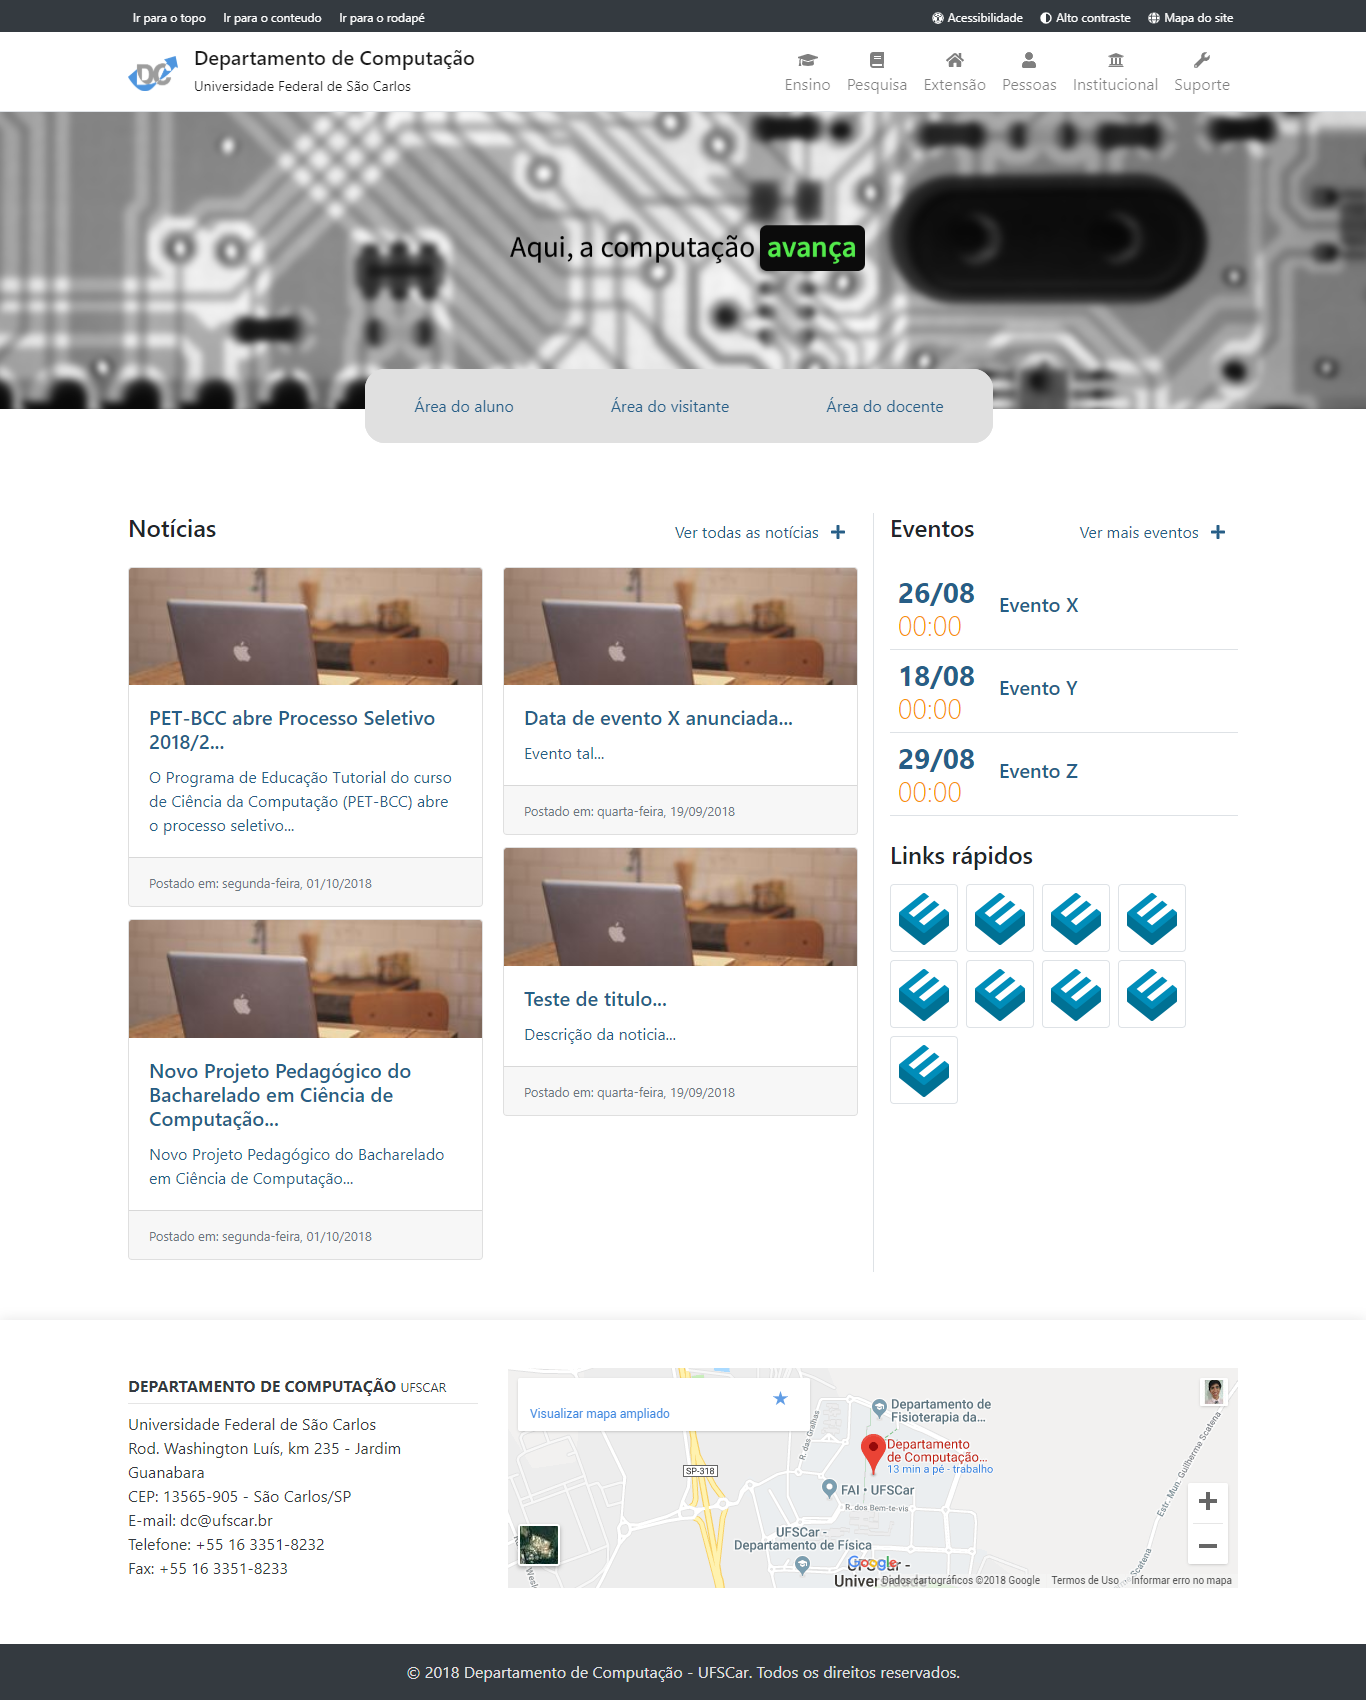 Ir para o topo Ir para o conteudo Ir para o rodapé
Acessibilidade Alto contraste Mapa do site
DC
Departamento de Computação
Universidade Federal de São Carlos
Ensino Pesquisa Extensão Pessoas Institucional Suporte
Aqui, a computação avança
Área do aluno Área do visitante Área do docente
Notícias
Ver todas as notícias
PET-BCC abre Processo Seletivo
2018/2...
O Programa de Educação Tutorial do curso
de Ciência da Computação (PET-BCC) abre
o processo seletivo...
Postado em: segunda-feira, 01/10/2018
Novo Projeto Pedagógico do
Bacharelado em Ciência de
Computação...
Novo Projeto Pedagógico do Bacharelado
em Ciência de Computação...
Postado em: segunda-feira, 01/10/2018
Data de evento X anunciada...
Evento tal...
Postado em: quarta-feira, 19/09/2018
Teste de titulo...
Descrição da noticia...
Postado em: quarta-feira, 19/09/2018
Eventos
Ver mais eventos
26/08
00:00
Evento X
18/08
00:00
Evento Y
29/08
00:00
Evento Z
Links rápidos
DEPARTAMENTO DE COMPUTAÇÃO UFSCAR
Universidade Federal de São Carlos
Rod. Washington Luís, km 235 - Jardim
Guanabara
CEP: 13565-905 - São Carlos/SP
E-mail: dc@ufscar.br
Telefone: +55 16 3351-8232
Fax: +55 16 3351-8233
Visualizar mapa ampliado
SP-318
R. das Gralhas
Departamento de
Fisioterapia da...
Departamento
de Computação...
13 min a pé - trabalho
FAI • UFSCar
R. dos Bem-te-vis
UFSCar -
Departamento de Física
Estr. Mun. Guilherme Scatena
Scatena
Google
Dados cartográficos ©2018 Google Termos de Uso Informar erro no mapa
© 2018 Departamento de Computação - UFSCar. Todos os direitos reservados.